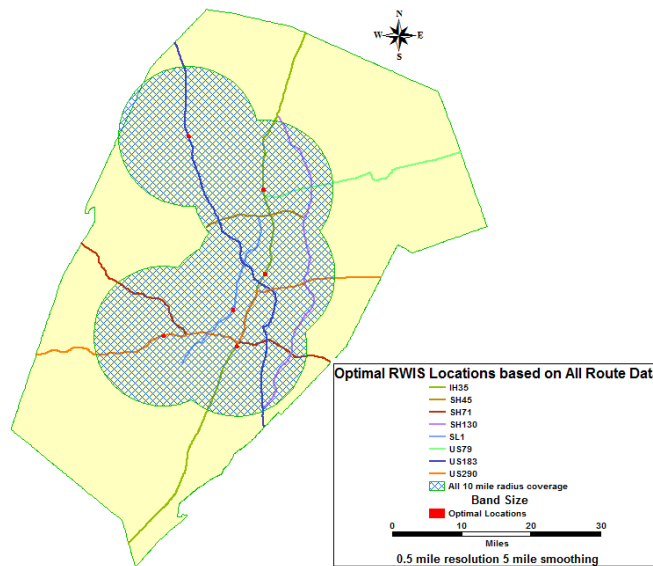 N
W E
S
Optimal RWIS Locations based on All Route Dat
IH35
SH45
SH71
SH130
SL1
US79
US183
US290
All 10 mile radius coverage
Band Size
Optimal Locations
0 10 20 30
Miles
0.5 mile resolution 5 mile smoothing